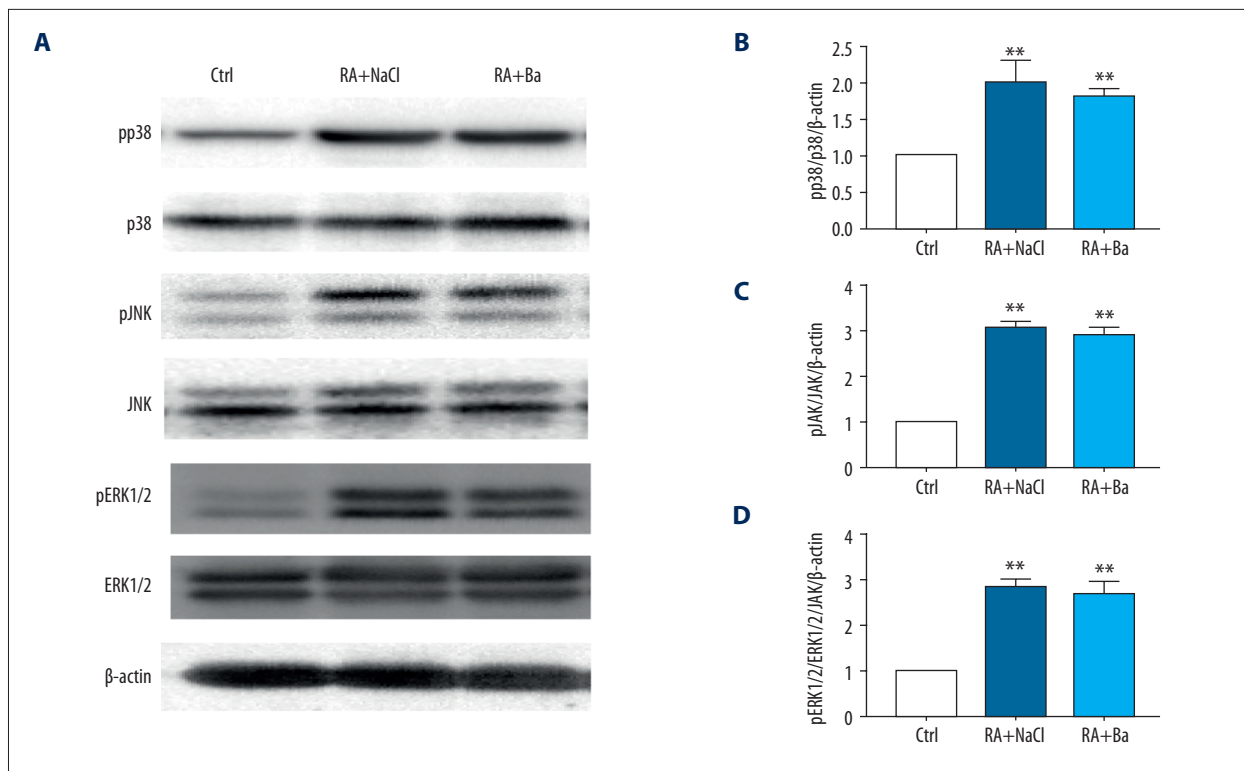 A
Ctrl RA+NaCl RA+Ba
pp38
p38
pJNK
JNK
pERK1/2
ERK1/2
β-actin
B
pp38/p38/β-actin
2.5
2.0
1.5
1.0
0.5
0.0
** **
Ctrl RA+NaCl RA+Ba
C
pJAK/JAK/β-actin
4
3
2
1
0
** **
Ctrl RA+NaCl RA+Ba
D
pERK1/2/ERK1/2/JAK/β-actin
4
3
2
1
0
** **
Ctrl RA+NaCl RA+Ba